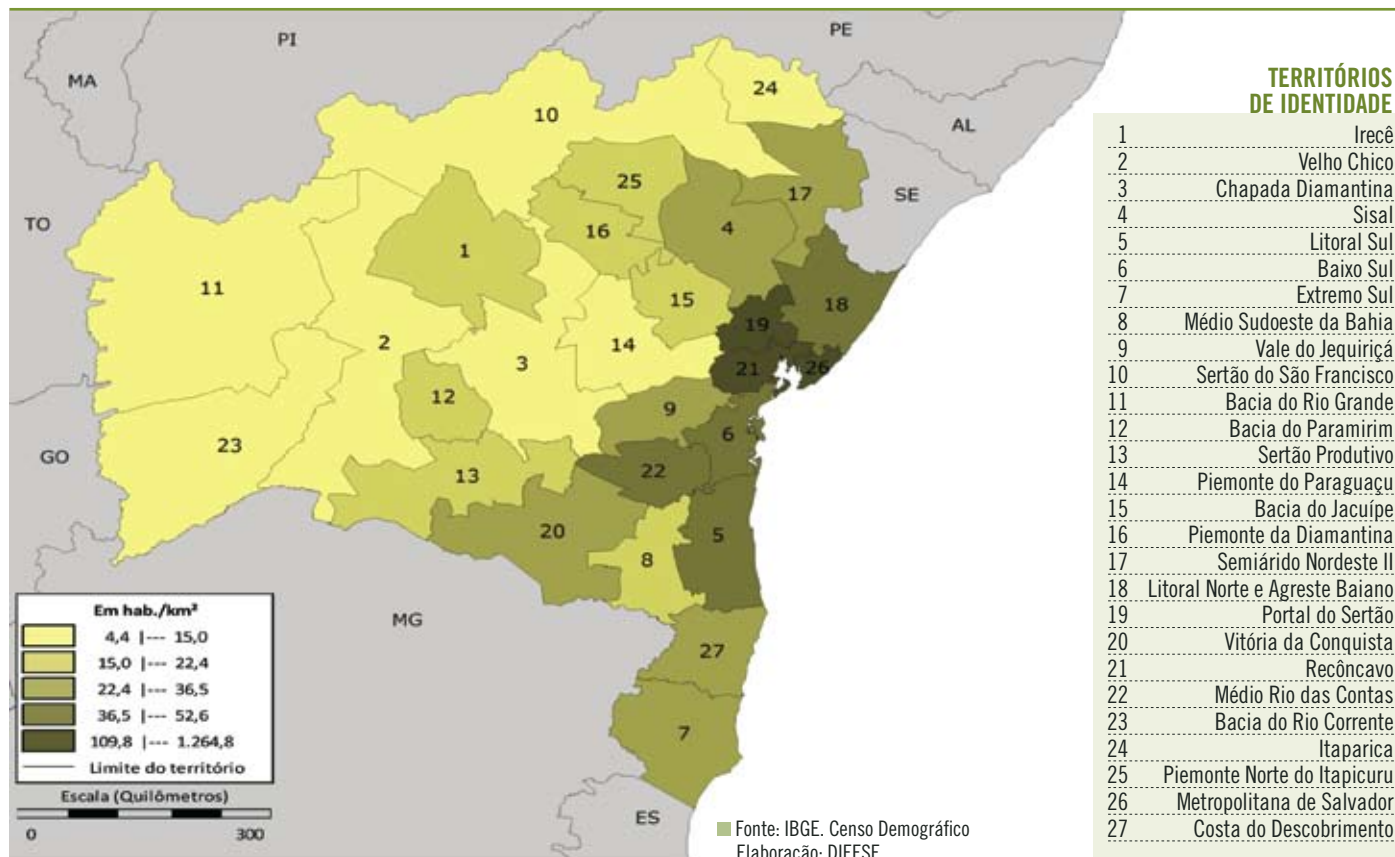 PI
PE
MA
24
10
AL
25
17
TO
SE
16
4
1
15
11
18
19
2
14
3
21
26
12
9
6
23
GO
22
13
20
5
8
MG
27
7
ES
Em hab./km²
4,4 |--- 15,0
15,0 |--- 22,4
22,4 |--- 36,5
36,5 |--- 52,6
109,8 |--- 1.264,8
Limite do território
Escala (Quilômetros)
0 300
Fonte: IBGE. Censo Demográfico
Elaboração: DIEESE
TERRITÓRIOS
DE IDENTIDADE
1 Irecê
2 Velho Chico
3 Chapada Diamantina
4 Sisal
5 Litoral Sul
6 Baixo Sul
7 Extremo Sul
8 Médio Sudoeste da Bahia
9 Vale do Jequiriçá
10 Sertão do São Francisco
11 Bacia do Rio Grande
12 Bacia do Paramirim
13 Sertão Produtivo
14 Piemonte do Paraguaçu
15 Bacia do Jacuípe
16 Piemonte da Diamantina
17 Semiárido Nordeste II
18 Litoral Norte e Agreste Baiano
19 Portal do Sertão
20 Vitória da Conquista
21 Recôncavo
22 Médio Rio das Contas
23 Bacia do Rio Corrente
24 Itaparica
25 Piemonte Norte do Itapicuru
26 Metropolitana de Salvador
27 Costa do Descobrimento